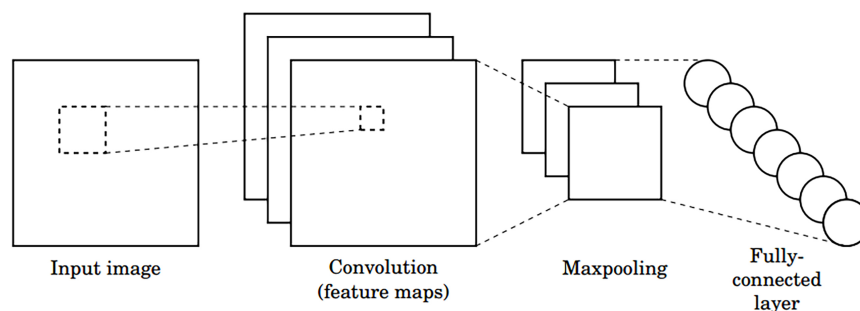 Input image
Convolution
(feature maps)
Maxpooling
Fully-
connected
layer